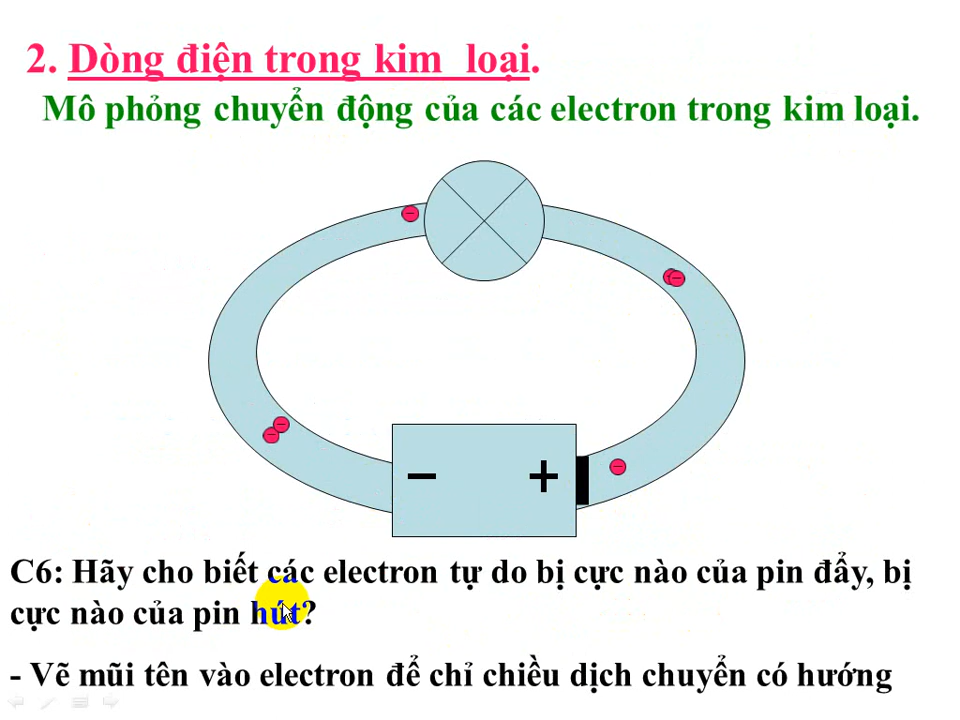 2. Dòng điện trong kim loại.
Mô phỏng chuyển động của các electron trong kim loại.
− +
C6: Hãy cho biết các electron tự do bị cực nào của pin đẩy, bị
cực nào của pin hút?
- Vẽ mũi tên vào electron để chỉ chiều dịch chuyển có hướng